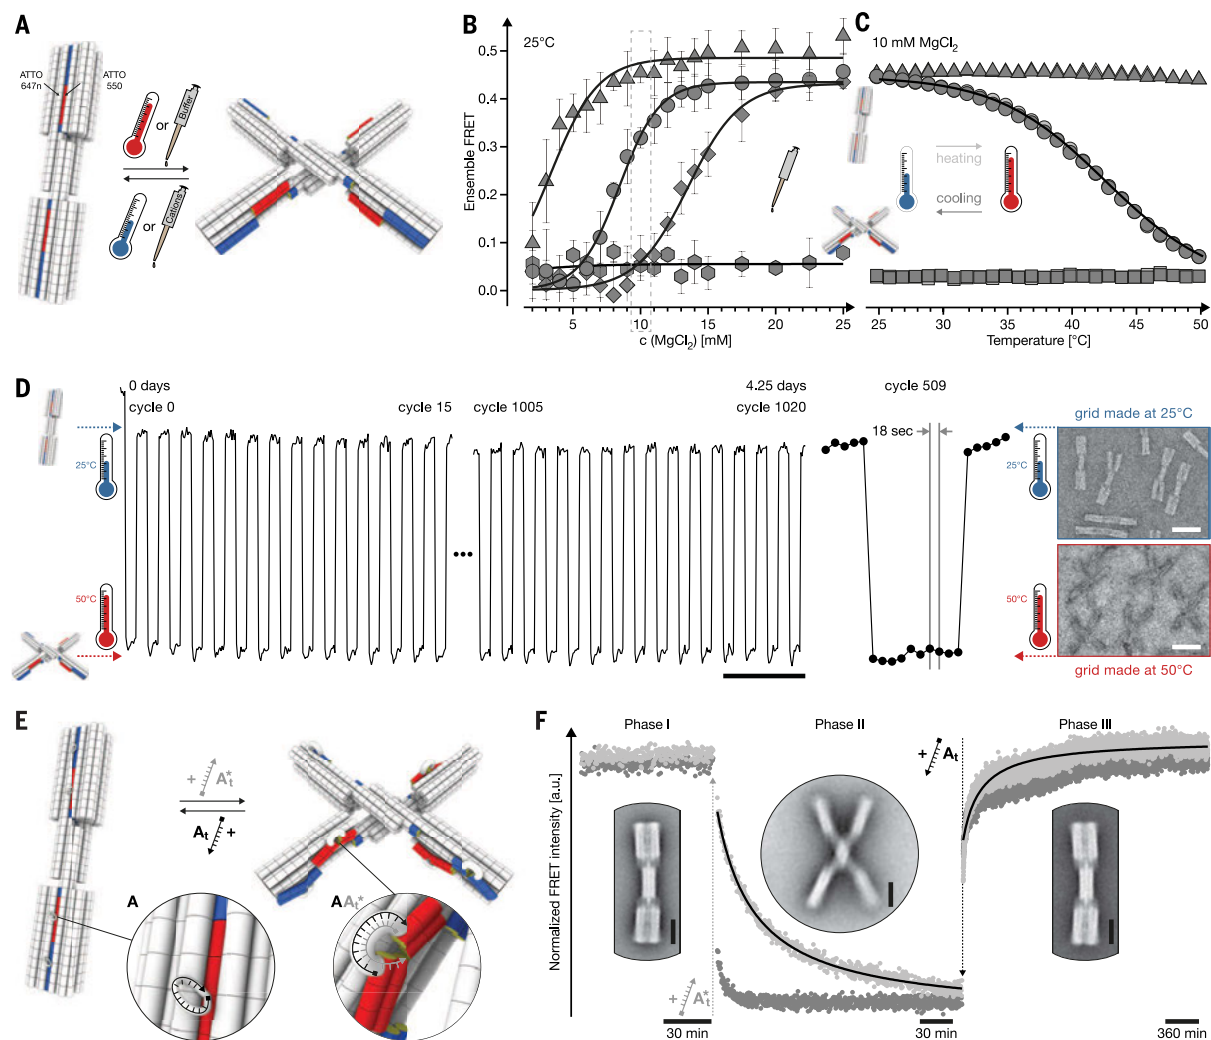 A
ATTO
647n
ATTO
550
or
Buffer
or
Cations
B
25°C
Ensemble FRET
0.5
0.4
0.3
0.2
0.1
0.0
5
10
15
20
25
c (MgCl2) [mM]
C
10 mM MgCl2
heating
cooling
25
30
35
40
45
50
Temperature [°C]
D
0 days
cycle 0
cycle 15
cycle 1005
4.25 days
cycle 1020
cycle 509
18 sec
25°C
50°C
grid made at 25°C
25°C
50°C
grid made at 50°C
E
+ A*t
At +
A
AA*t
F
Normalized FRET intensity [a.u.]
Phase I
Phase II
Phase III
+ A*t
+ At
30 min
30 min
360 min